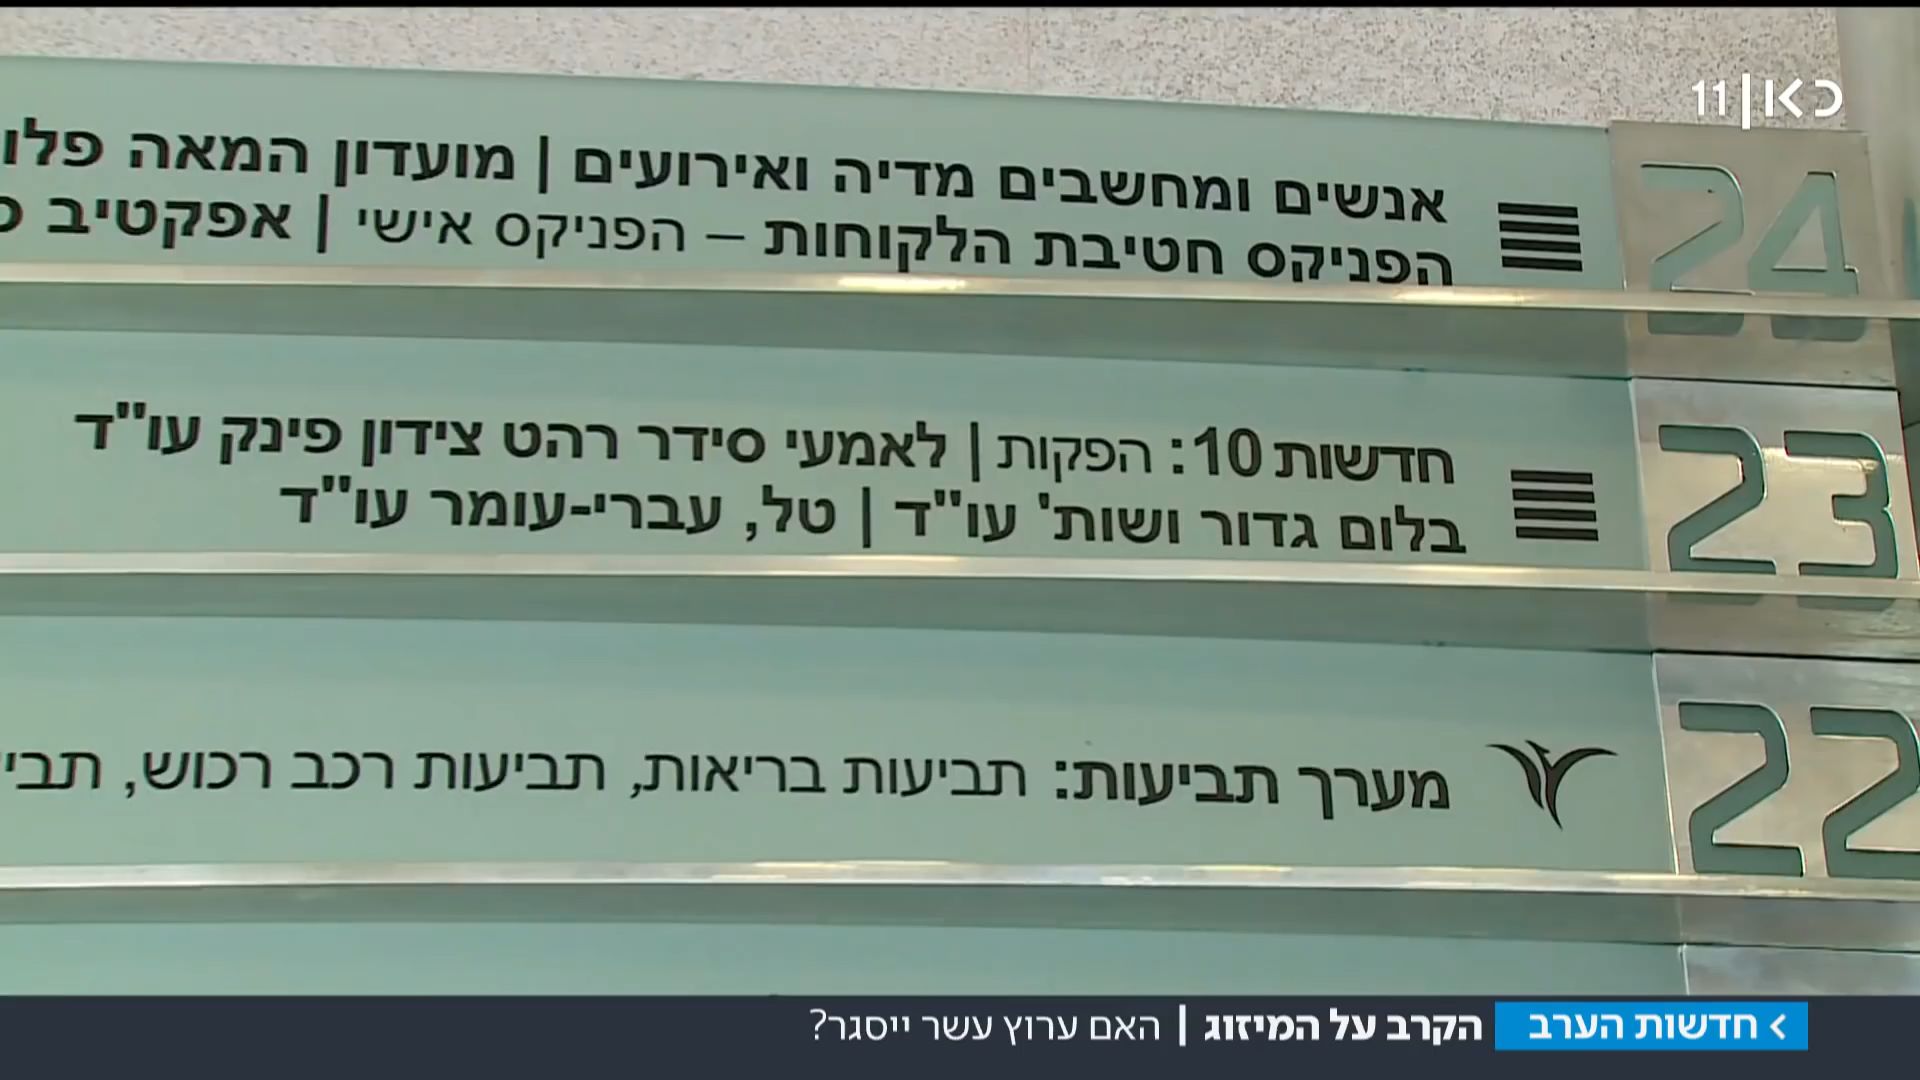 כאן 11
24
אנשים ומחשבים מדיה ואירועים | מועדון המאה
הפניקס חטיבת הלקוחות – הפניקס אישי | אפקטיב
23
חדשות 10: הפקות | לאמעי סידר רהט צידון פינק עו"ד
בלום גדור ושות' עו"ד | טל, עברי-עומר עו"ד
22
מערך תביעות: תביעות בריאות, תביעות רכב רכוש,
חדשות הערב
הקרב על המיזוג | האם ערוץ עשר ייסגר?